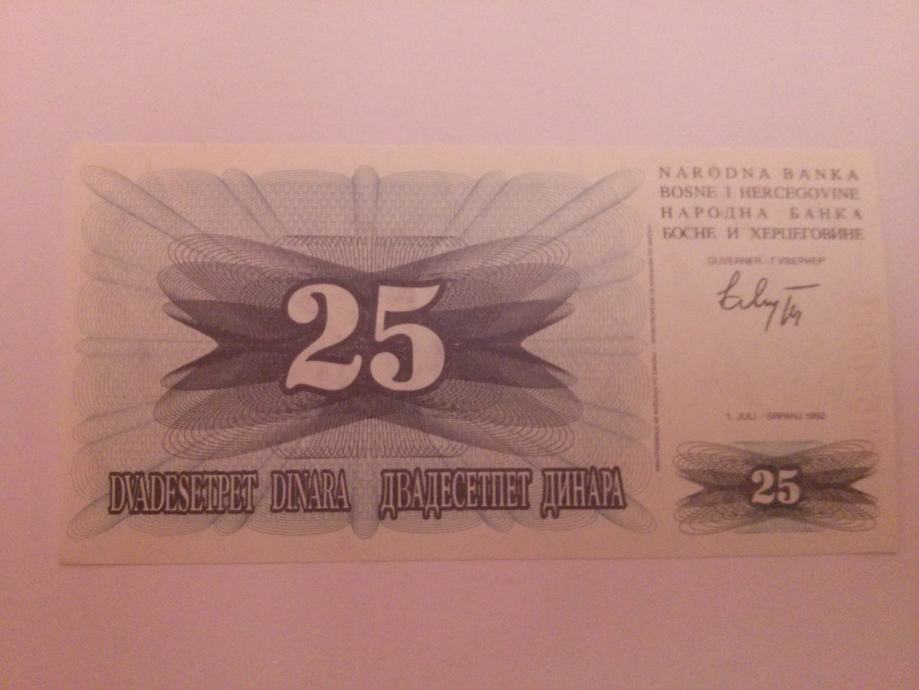 NARODNA BANKA
BOSNE I HERCEGOVINE
НАРОДНА БАНКА
БОСНЕ И ХЕРЦЕГОВИНЕ
GUVERNER - ГУВЕРНЕР
25
1. JULI - SRPANJ 1992
DVADESETPET DINARA ДВАДЕСЕТПЕТ ДИНАРА
25